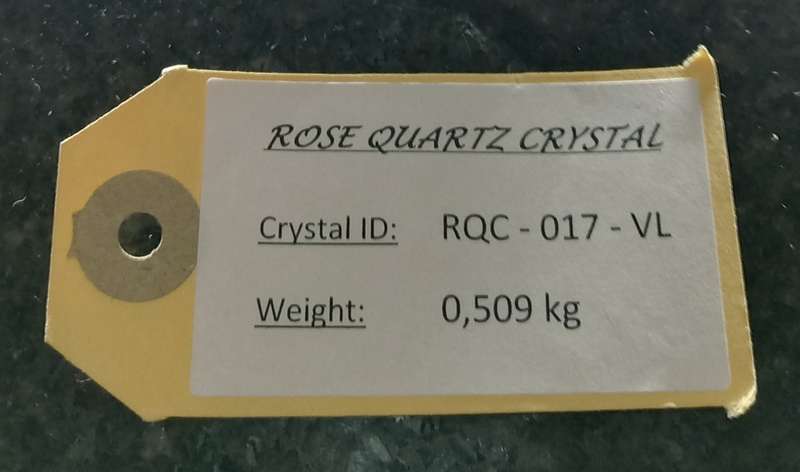 ROSE QUARTZ CRYSTAL
Crystal ID: RQC - 017 - VL
Weight: 0,509 kg